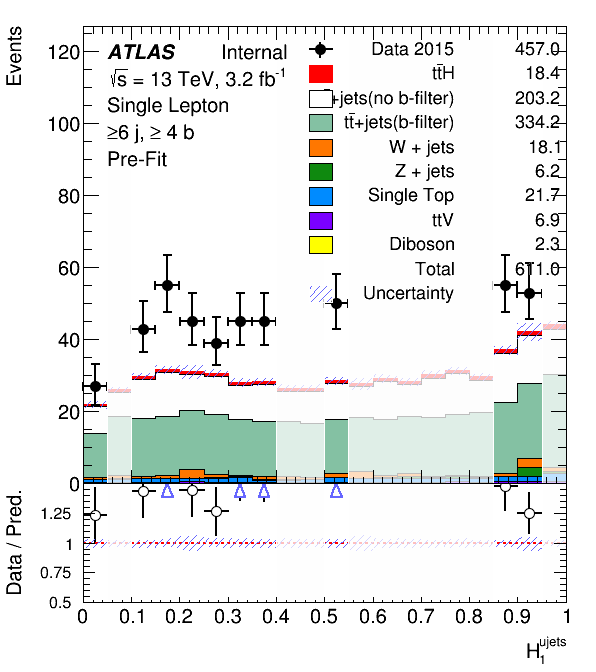 Events
120
100
80
60
40
20
0
ATLAS Internal
√s = 13 TeV, 3.2 fb-1
Single Lepton
≥6 j, ≥ 4 b
Pre-Fit
Data 2015 457.0
tt̄H 18.4
+jets(no b-filter) 203.2
tt̄+jets(b-filter) 334.2
W + jets 18.1
Z + jets 6.2
Single Top 21.7
ttV 6.9
Diboson 2.3
Total 611.0
Uncertainty
Data / Pred.
1.25
1
0.75
0.5
0 0.1 0.2 0.3 0.4 0.5 0.6 0.7 0.8 0.9 1
H1ujets